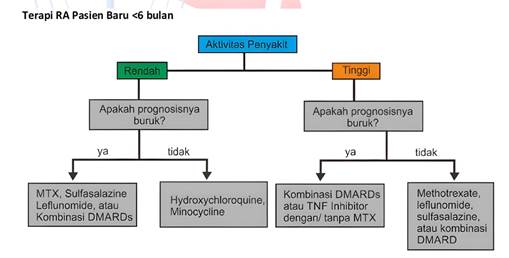 Terapi RA Pasien Baru <6 bulan
Aktivitas Penyakit
Rendah
Tinggi
Apakah prognosisnya
buruk?
Apakah prognosisnya
buruk?
ya
tidak
ya
tidak
MTX, Sulfasalazine
Leflunomide, atau
Kombinasi DMARDs
Hydroxychloroquine,
Minocycline
Kombinasi DMARDs
atau TNF Inhibitor
dengan/ tanpa MTX
Methotrexate,
leflunomide,
sulfasalazine,
atau kombinasi
DMARD